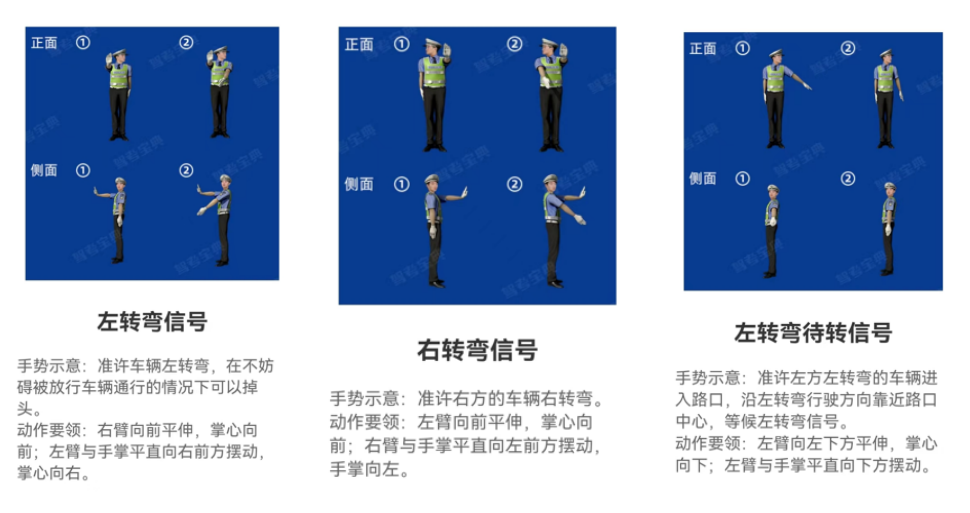 正面 ① ②
侧面 ① ②
左转弯信号
手势示意：准许车辆左转弯，在不妨
碍被放行车辆通行的情况下可以掉
头。
动作要领：右臂向前平伸，掌心向
前；左臂与手掌平直向右前方摆动，
掌心向右。
正面 ① ②
侧面 ① ②
右转弯信号
手势示意：准许右方的车辆右转弯。
动作要领：左臂向前平伸，掌心向
前；右臂与手掌平直向左前方摆动，
手掌向左。
正面 ① ②
侧面 ① ②
左转弯待转信号
手势示意：准许左方左转弯的车辆进
入路口，沿左转弯行驶方向靠近路口
中心，等候左转弯信号。
动作要领：左臂向左下方平伸，掌心
向下；左臂与手掌平直向下方摆动。